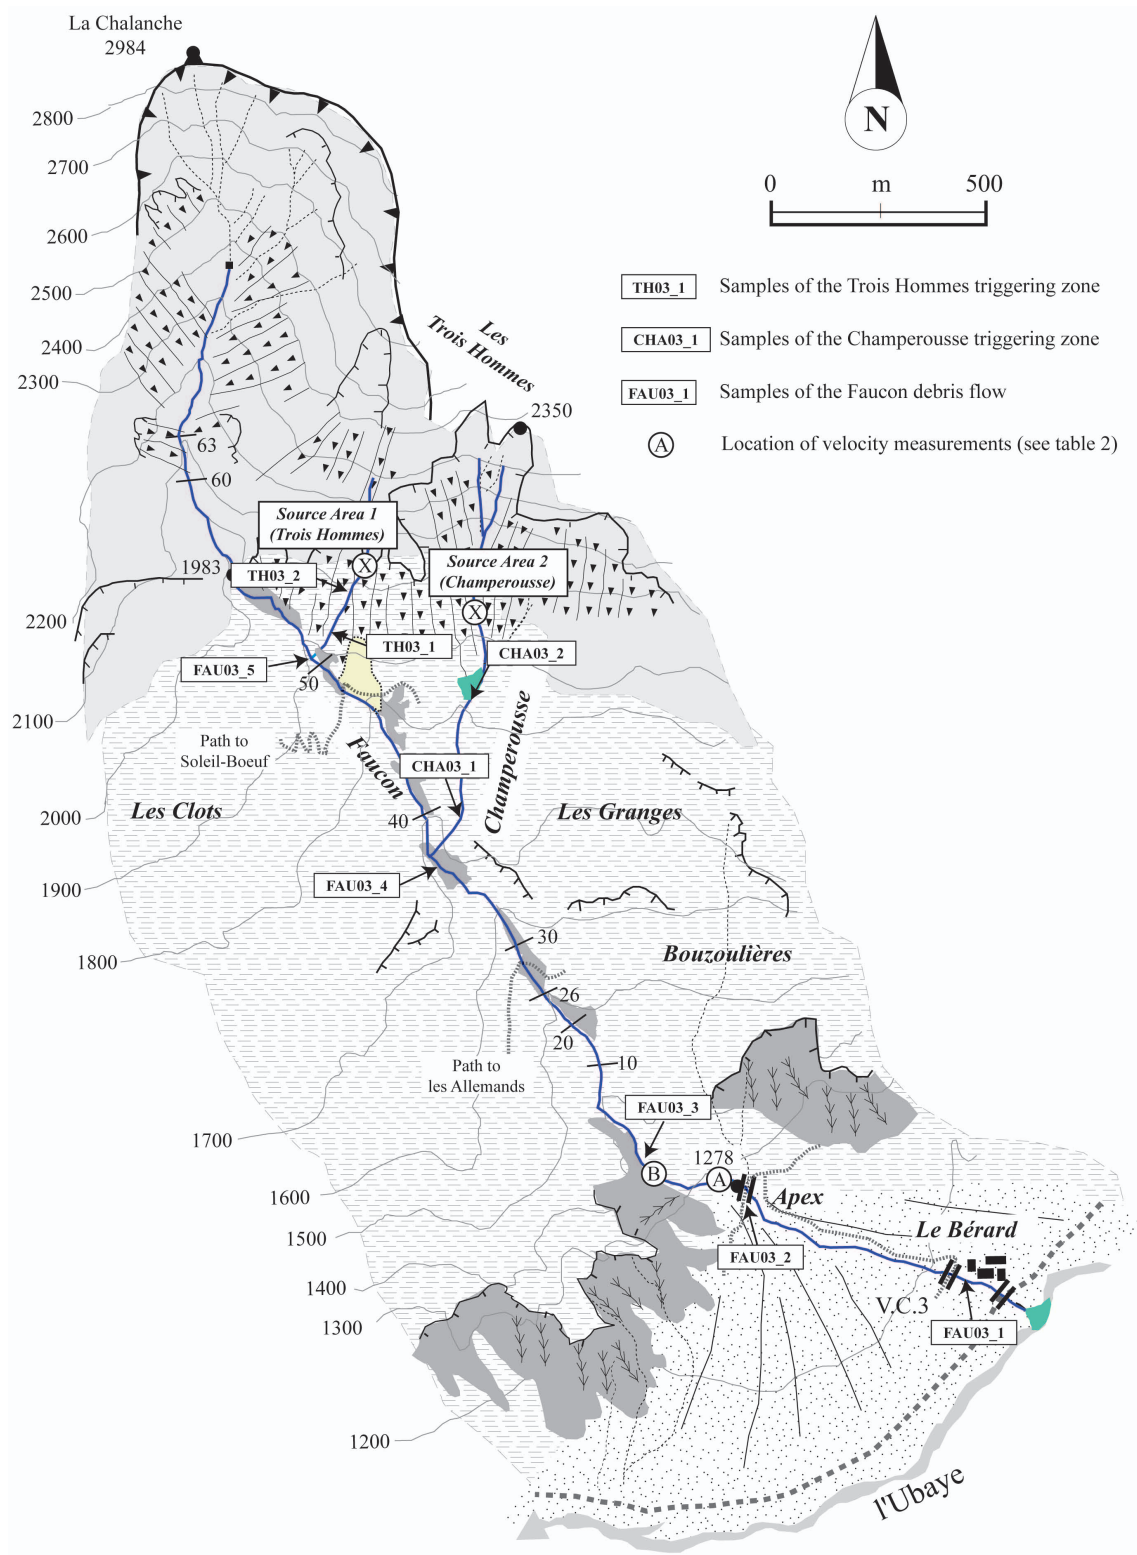 La Chalanche
2984
N
0 m 500
2800
2700
2600
2500
2400
2300
TH03_1 Samples of the Trois Hommes triggering zone
CHA03_1 Samples of the Champerousse triggering zone
FAU03_1 Samples of the Faucon debris flow
A Location of velocity measurements (see table 2)
Les
Trois Hommes
2350
63
60
Source Area 1
(Trois Hommes)
Source Area 2
(Champerousse)
1983
TH03_2
X
X
2200
TH03_1
CHA03_2
FAU03_5
50
2100
Path to
Soleil-Boeuf
Faucon
Champerousse
CHA03_1
2000
Les Clots
40
Les Granges
1900
FAU03_4
1800
30
Bouzoulières
26
20
10
Path to
les Allemands
1700
FAU03_3
1278
B
A
1600
Apex
1500
Le Bérard
FAU03_2
1400
V.C.3
1300
FAU03_1
1200
l'Ubaye